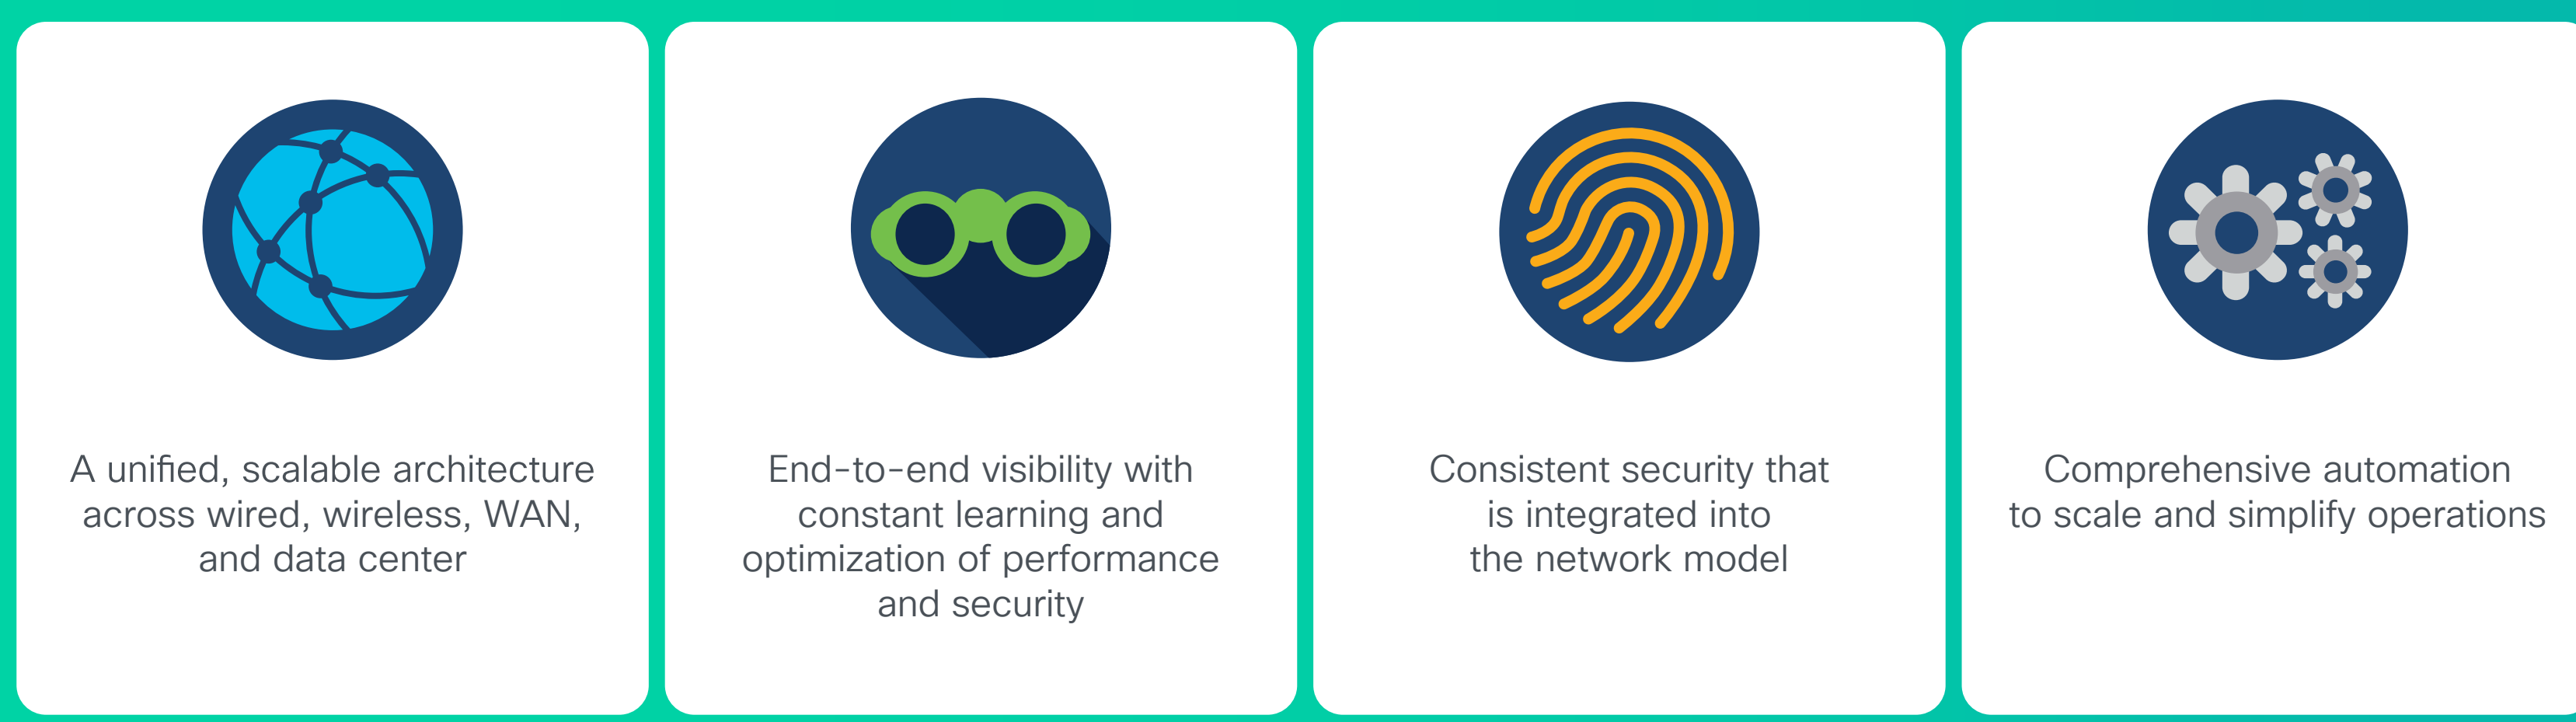 A unified, scalable architecture
across wired, wireless, WAN,
and data center
End-to-end visibility with
constant learning and
optimization of performance
and security
Consistent security that
is integrated into
the network model
Comprehensive automation
to scale and simplify operations